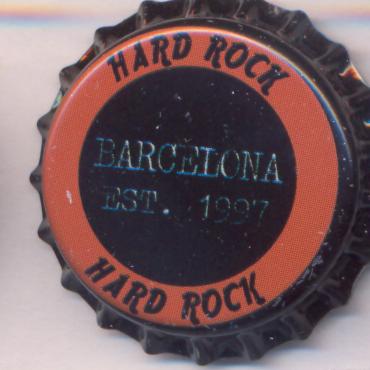 HARD ROCK
BARCELONA
EST. 1997
HARD ROCK